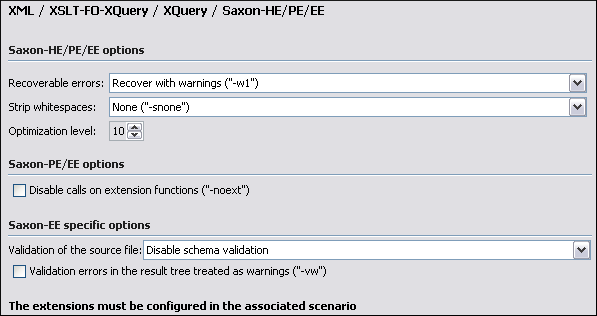 XML / XSLT-FO-XQuery / XQuery / Saxon-HE/PE/EE
Saxon-HE/PE/EE options
Recoverable errors: Recover with warnings ("-w1")
Strip whitespaces: None ("-snone")
Optimization level: 10
Saxon-PE/EE options
Disable calls on extension functions ("-noext")
Saxon-EE specific options
Validation of the source file: Disable schema validation
Validation errors in the result tree treated as warnings ("-vw")
The extensions must be configured in the associated scenario